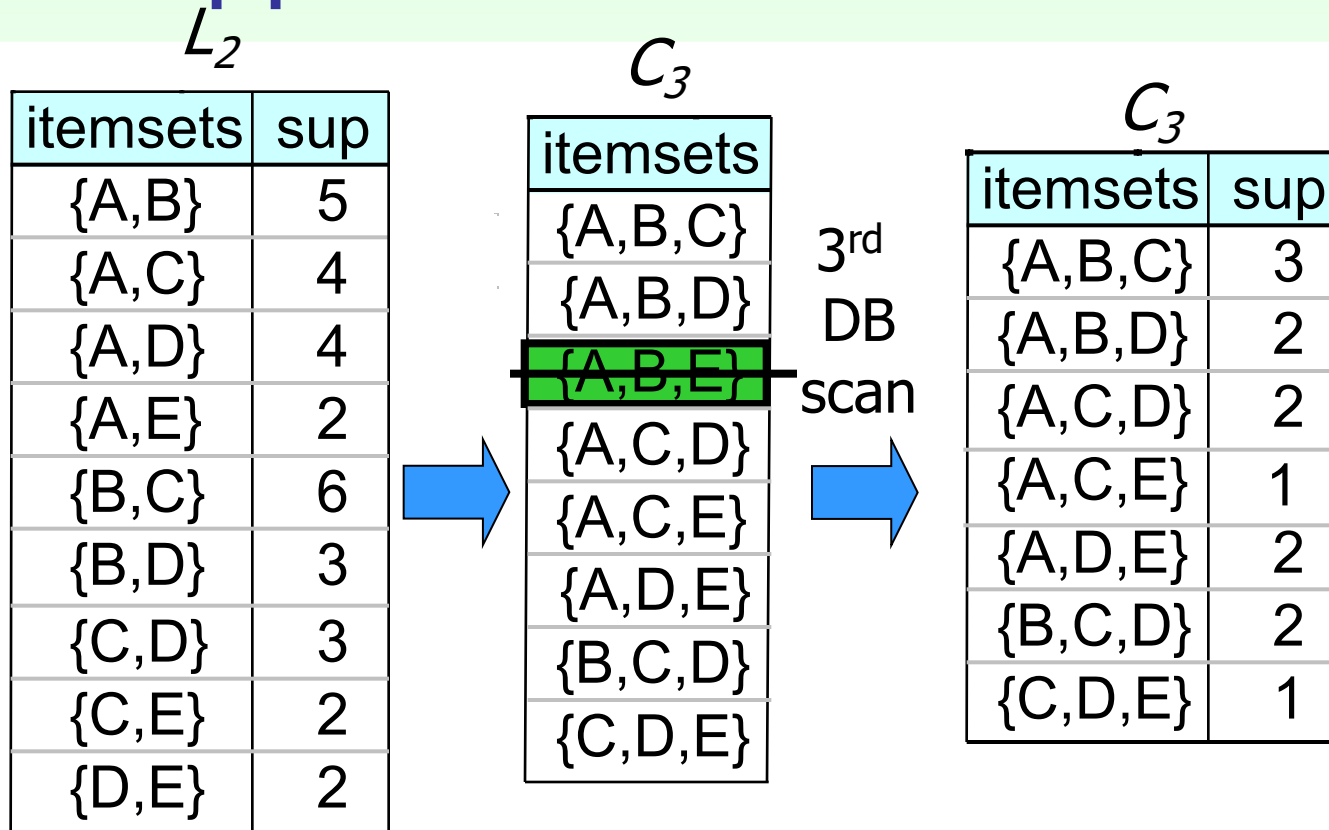 L2
itemsets sup
{A,B} 5
{A,C} 4
{A,D} 4
{A,E} 2
{B,C} 6
{B,D} 3
{C,D} 3
{C,E} 2
{D,E} 2
C3
itemsets
{A,B,C}
{A,B,D}
{A,B,E}
{A,C,D}
{A,C,E}
{A,D,E}
{B,C,D}
{C,D,E}
3rd
DB
scan
C3
itemsets sup
{A,B,C} 3
{A,B,D} 2
{A,C,D} 2
{A,C,E} 1
{A,D,E} 2
{B,C,D} 2
{C,D,E} 1